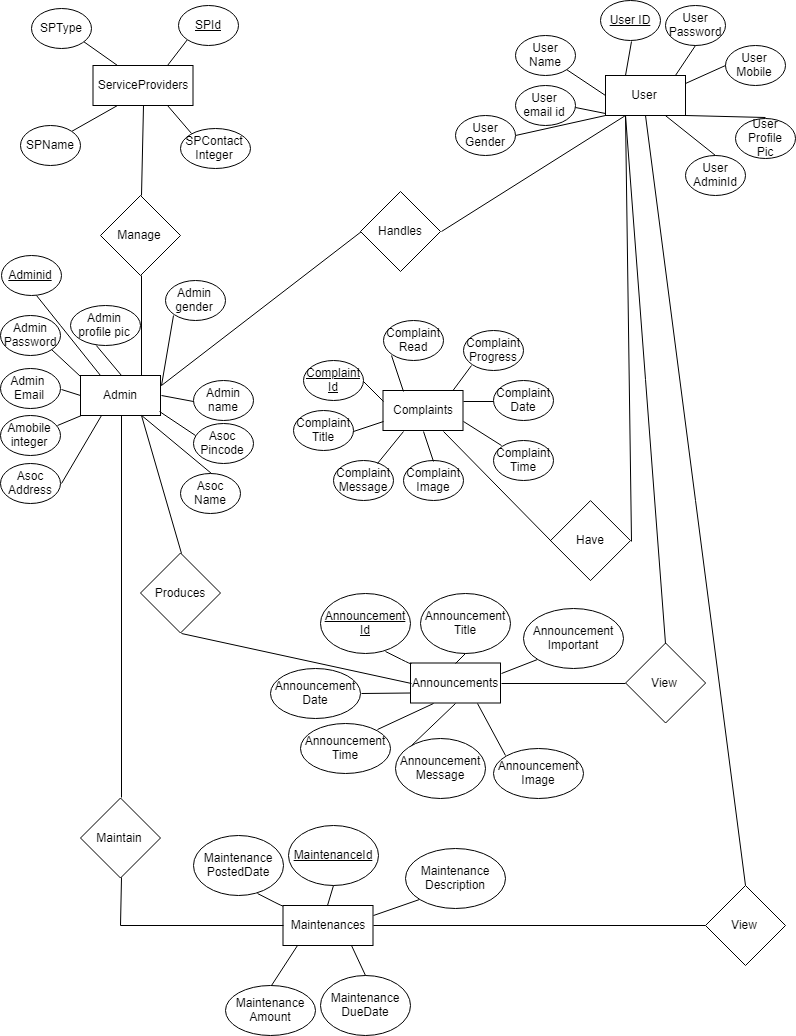 SPType
SPId
ServiceProviders
SPName
SPContact
Integer
User ID
User
Password
User
Name
User
Mobile
User
User
email id
User
Gender
User
Profile
Pic
User
AdminId
Manage
Handles
Adminid
Admin
gender
Admin
profile pic
Admin
Password
Admin
Email
Admin
Admin
name
Amobile
integer
Asoc
Pincode
Asoc
Address
Asoc
Name
Complaint
Read
Complaint
Progress
Complaint
Id
Complaint
Date
Complaints
Complaint
Title
Complaint
Time
Complaint
Message
Complaint
Image
Have
Produces
Announcement
Id
Announcement
Title
Announcement
Important
Announcements
View
Announcement
Date
Announcement
Time
Announcement
Message
Announcement
Image
Maintain
Maintenance
PostedDate
MaintenanceId
Maintenance
Description
Maintenances
View
Maintenance
Amount
Maintenance
DueDate